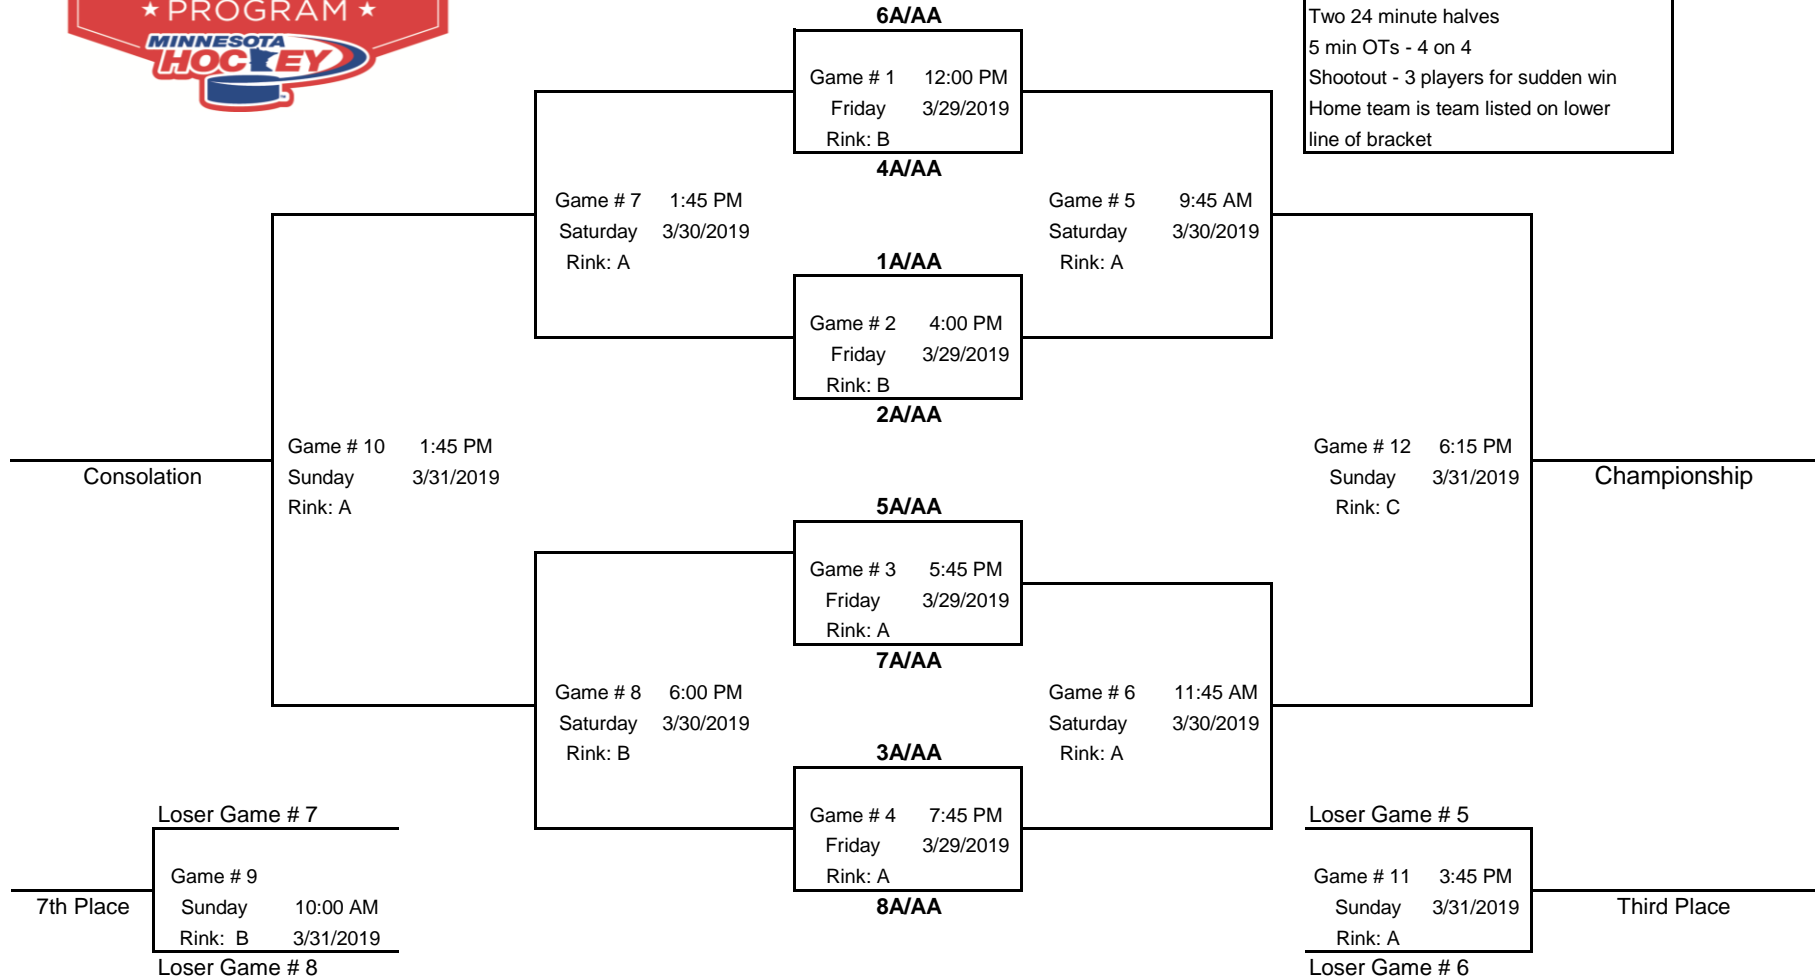 ★ PROGRAM ★
MINNESOTA
HOCKEY
6A/AA
Two 24 minute halves
5 min OTs - 4 on 4
Shootout - 3 players for sudden win
Home team is team listed on lower
line of bracket
Game # 1 12:00 PM
Friday 3/29/2019
Rink: B
4A/AA
Game # 7 1:45 PM
Saturday 3/30/2019
Rink: A
Game # 5 9:45 AM
Saturday 3/30/2019
Rink: A
1A/AA
Game # 2 4:00 PM
Friday 3/29/2019
Rink: B
2A/AA
Game # 10 1:45 PM
Sunday 3/31/2019
Rink: A
Consolation
Game # 12 6:15 PM
Sunday 3/31/2019
Rink: C
Championship
5A/AA
Game # 3 5:45 PM
Friday 3/29/2019
Rink: A
7A/AA
Game # 8 6:00 PM
Saturday 3/30/2019
Rink: B
Game # 6 11:45 AM
Saturday 3/30/2019
Rink: A
3A/AA
Game # 4 7:45 PM
Friday 3/29/2019
Rink: A
8A/AA
Loser Game # 7
Game # 9
Sunday 10:00 AM
Rink: B 3/31/2019
Loser Game # 8
7th Place
Loser Game # 5
Game # 11 3:45 PM
Sunday 3/31/2019
Rink: A
Loser Game # 6
Third Place